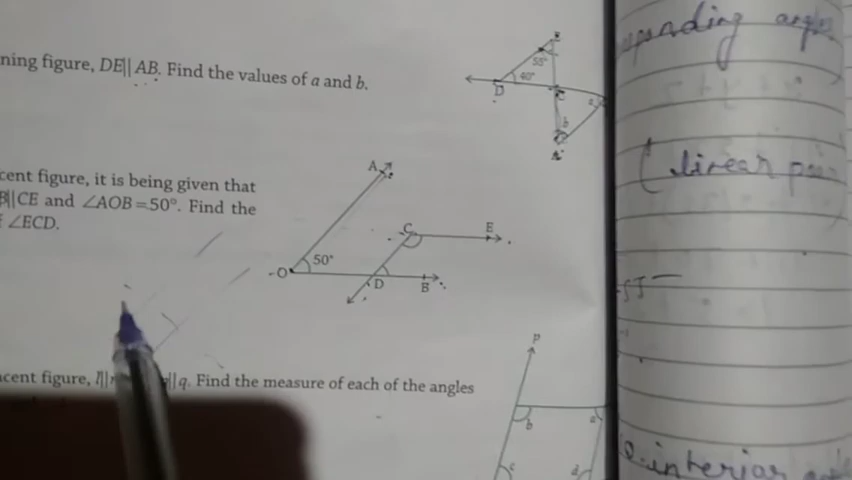 ning figure, DE||AB. Find the values of a and b.
55°
D
40°
b
cent figure, it is being given that
||CE and ∠AOB = 50°. Find the
∠ECD.
A
C
E
O
50°
D
B
cent figure, ||q. Find the measure of each of the angles
p
b
a
c
d
sponding angles
(linear pair
interior